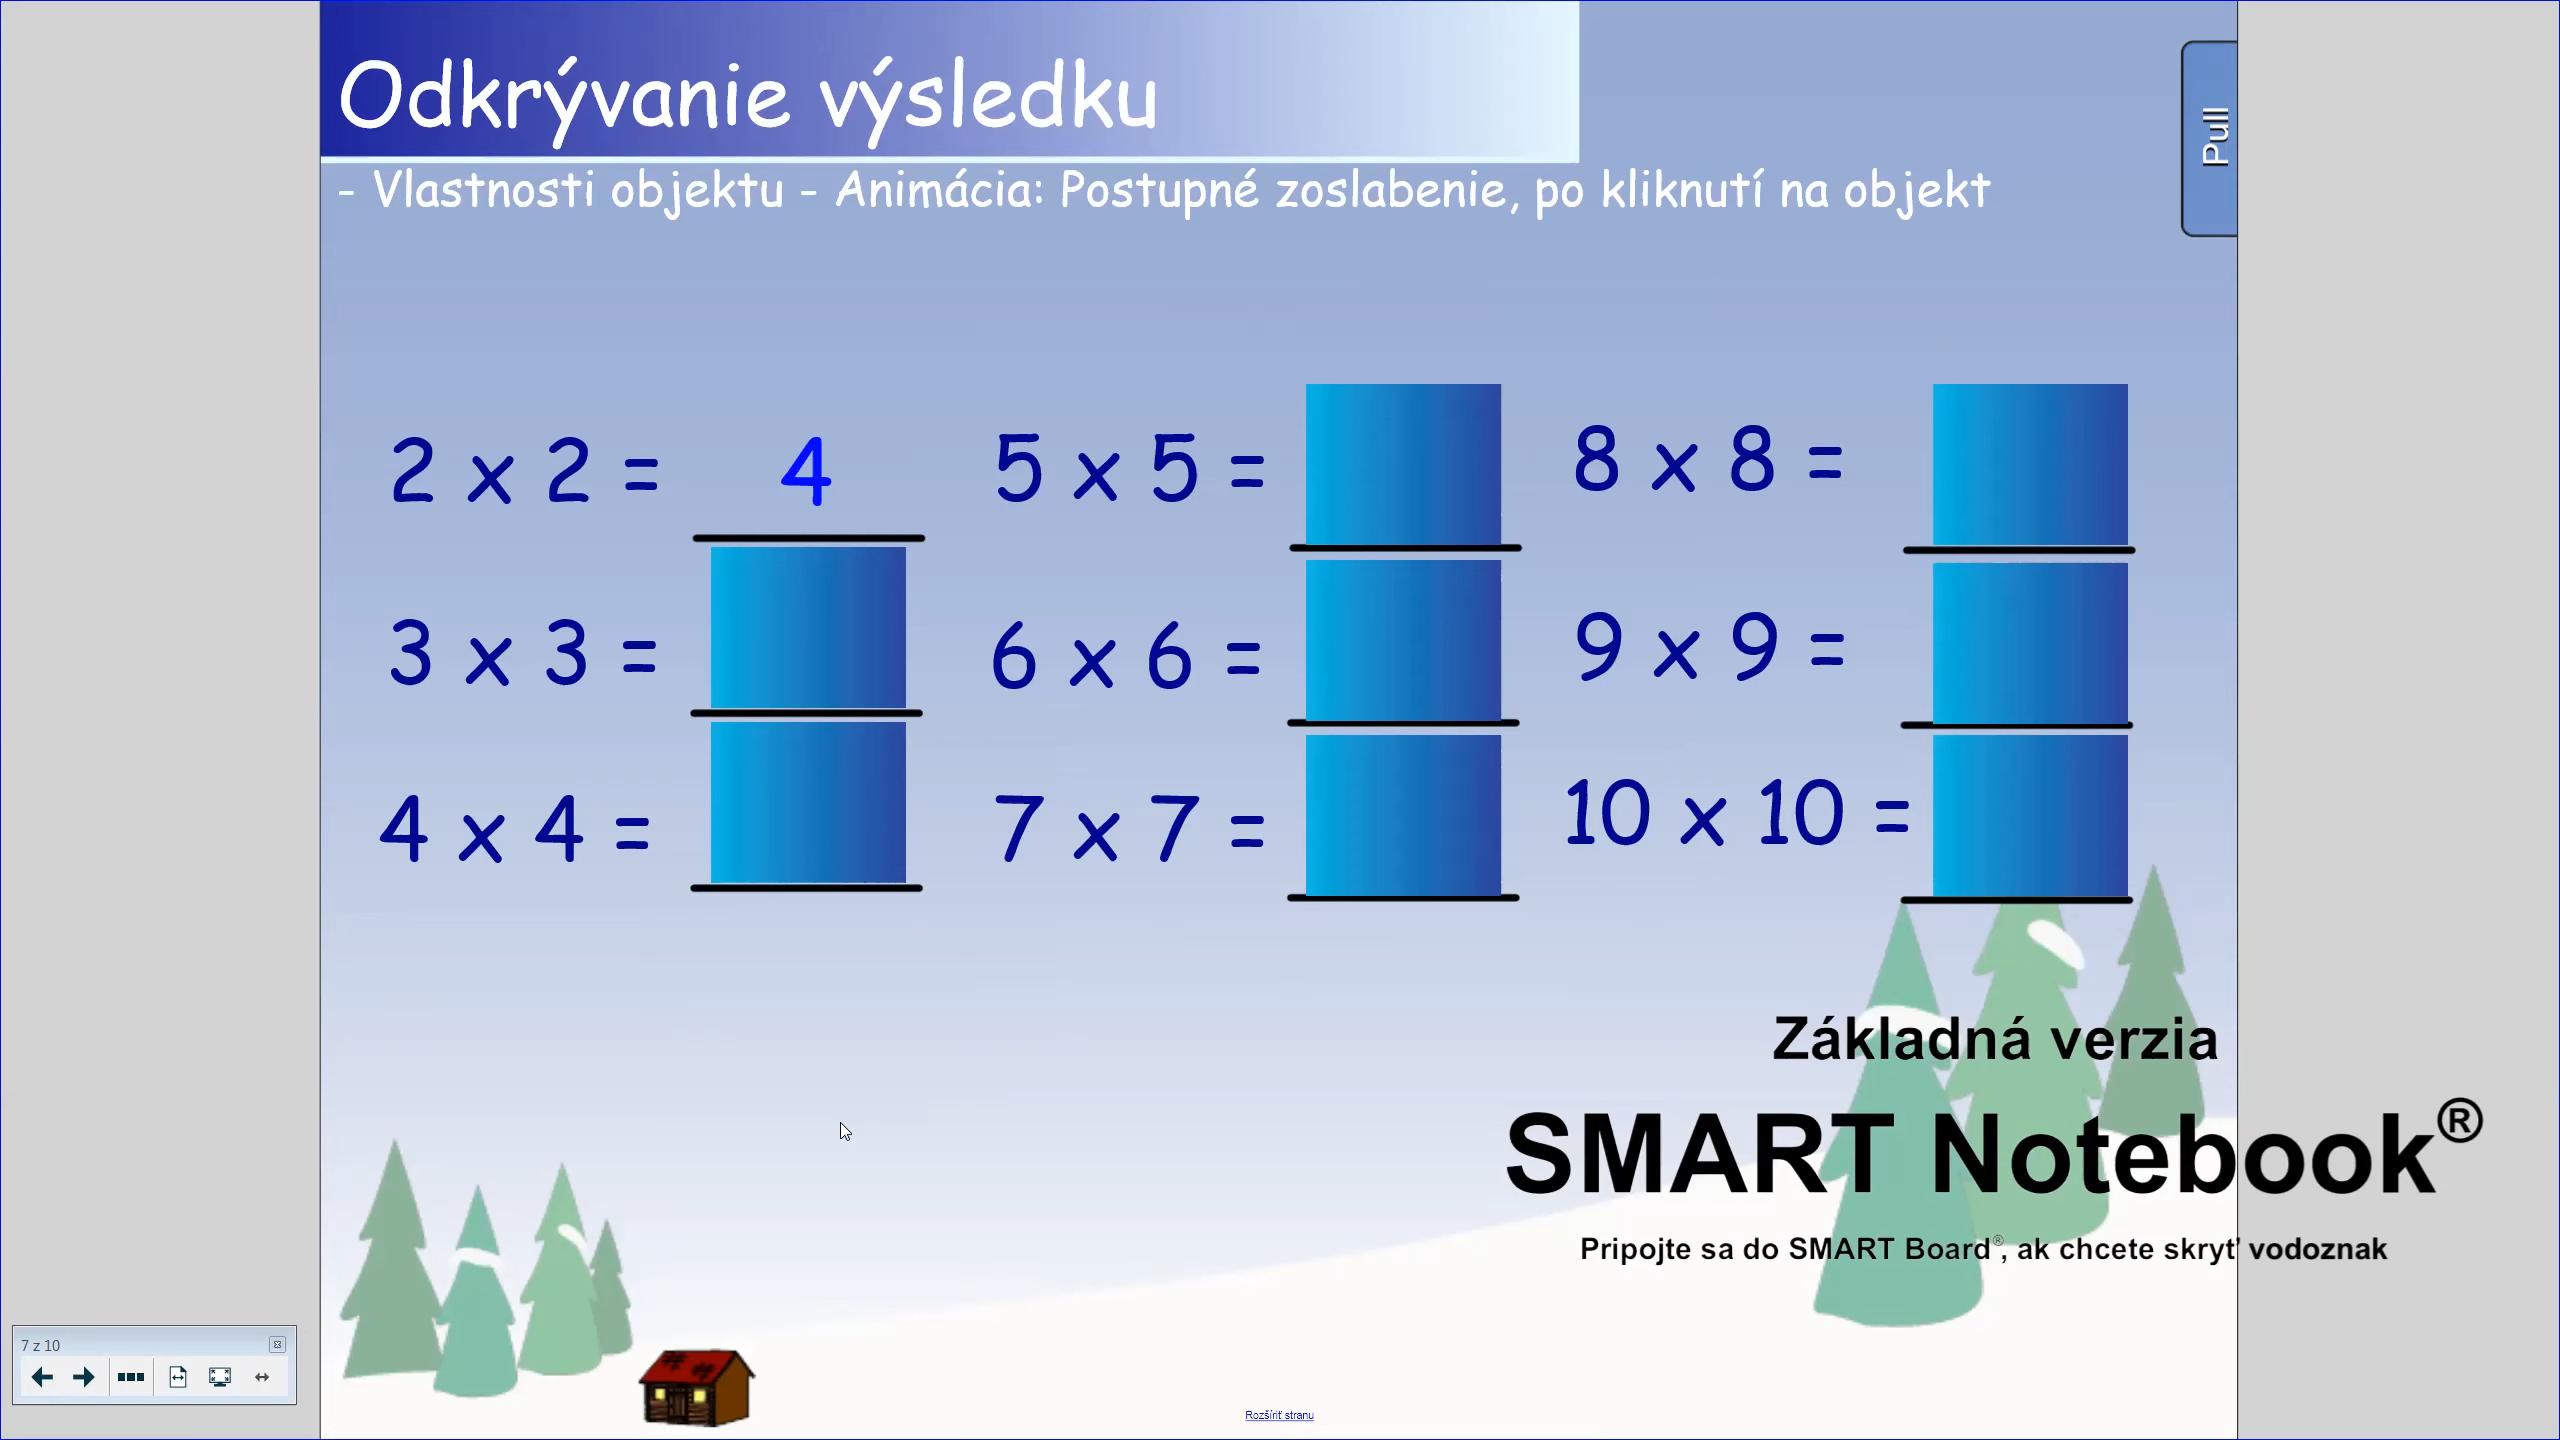 Odkrývanie výsledku
- Vlastnosti objektu - Animácia: Postupné zoslabenie, po kliknutí na objekt
Pull
2 x 2 = 4
5 x 5 =
8 x 8 =
3 x 3 =
6 x 6 =
9 x 9 =
4 x 4 =
7 x 7 =
10 x 10 =
Základná verzia
SMART Notebook®
Pripojte sa do SMART Board®, ak chcete skryť vodoznak
7 z 10
Rozšíriť stranu